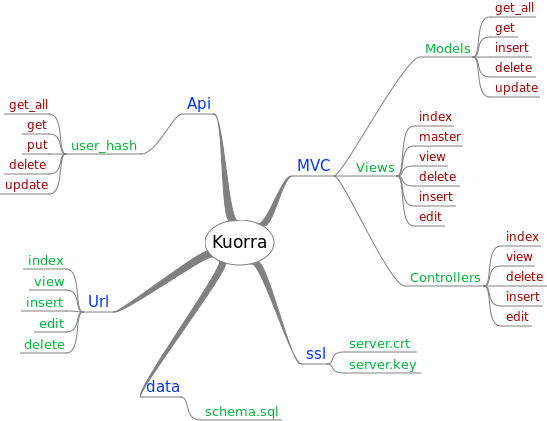 Kuorra
Api
user_hash
get_all
get
put
delete
update
Url
index
view
insert
edit
delete
data
schema.sql
ssl
server.crt
server.key
MVC
Models
get_all
get
insert
delete
update
Views
index
master
view
delete
insert
edit
Controllers
index
view
delete
insert
edit